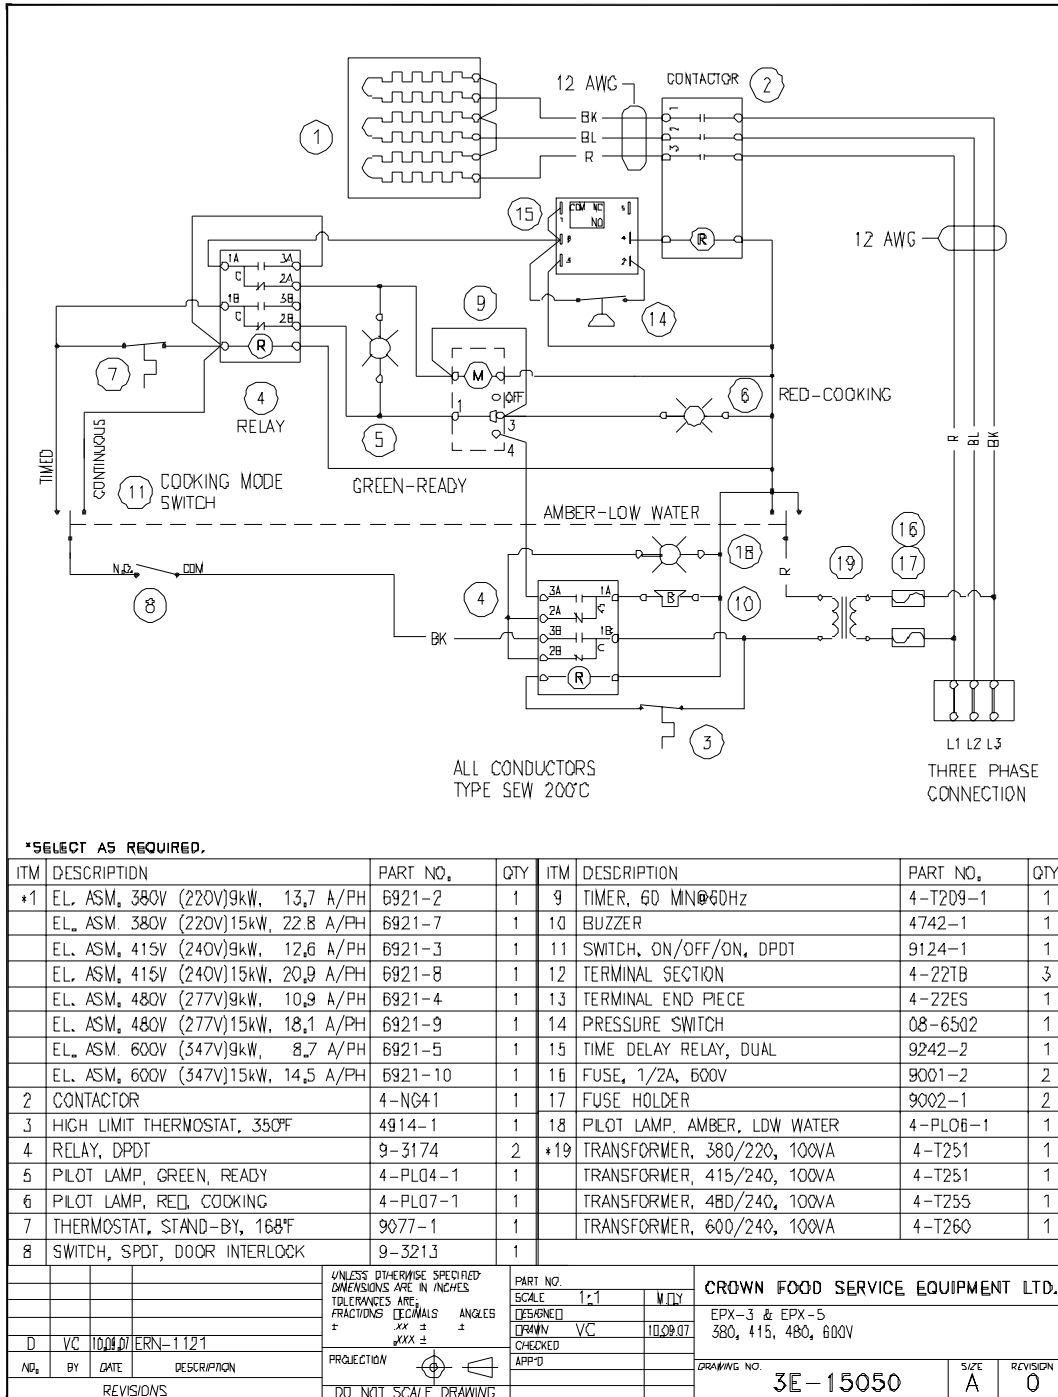 12 AWG
CONTACTOR
2
1
BK
BL
R
1
2
3
15
COM NC
NO
R
12 AWG
1A
3A
C
2A
1B
3B
C
2B
R
9
14
7
4
RELAY
M
OFF
1
3
4
5
6
RED-COOKING
R
BL
BK
TIMED
CONTINUOUS
11
COOKING MODE
SWITCH
GREEN-READY
AMBER-LOW WATER
18
16
17
19
R
N.O.
COM
8
4
3A
1A
2A
C
3B
1B
2B
C
R
B
10
BK
3
L1 L2 L3
THREE PHASE
CONNECTION
ALL CONDUCTORS
TYPE SEW 200°C
*SELECT AS REQUIRED.
ITM DESCRIPTION PART NO. QTY ITM DESCRIPTION PART NO. QTY
*1 EL. ASM. 380V (220V)9kW, 13.7 A/PH 6921-2 1 9 TIMER, 60 MIN@60Hz 4-T209-1 1
EL. ASM. 380V (220V)15kW, 22.8 A/PH 6921-7 1 10 BUZZER 4742-1 1
EL. ASM. 415V (240V)9kW, 12.6 A/PH 6921-3 1 11 SWITCH, ON/OFF/ON, DPDT 9124-1 1
EL. ASM. 415V (240V)15kW, 20.9 A/PH 6921-8 1 12 TERMINAL SECTION 4-22TB 3
EL. ASM. 480V (277V)9kW, 10.9 A/PH 6921-4 1 13 TERMINAL END PIECE 4-22ES 1
EL. ASM. 480V (277V)15kW, 18.1 A/PH 6921-9 1 14 PRESSURE SWITCH 08-6502 1
EL. ASM. 600V (347V)9kW, 8.7 A/PH 6921-5 1 15 TIME DELAY RELAY, DUAL 9242-2 1
EL. ASM. 600V (347V)15kW, 14.5 A/PH 6921-10 1 16 FUSE, 1/2A, 600V 9001-2 2
2 CONTACTOR 4-NG41 1 17 FUSE HOLDER 9002-1 2
3 HIGH LIMIT THERMOSTAT, 350°F 4914-1 1 18 PILOT LAMP, AMBER, LOW WATER 4-PL06-1 1
4 RELAY, DPDT 9-3174 2 *19 TRANSFORMER, 380/220, 100VA 4-T251 1
5 PILOT LAMP, GREEN, READY 4-PL04-1 1 TRANSFORMER, 415/240, 100VA 4-T251 1
6 PILOT LAMP, RED, COOKING 4-PL07-1 1 TRANSFORMER, 480/240, 100VA 4-T255 1
7 THERMOSTAT, STAND-BY, 168°F 9077-1 1 TRANSFORMER, 600/240, 100VA 4-T260 1
8 SWITCH, SPDT, DOOR INTERLOCK 9-3213 1
UNLESS OTHERWISE SPECIFIED
DIMENSIONS ARE IN INCHES
TOLERANCES ARE:
FRACTIONS DECIMALS ANGLES
± .XX ± ±
.XXX ±
PROJECTION
DO NOT SCALE DRAWING
D VC 10.09.07 ERN-1121
NO. BY DATE DESCRIPTION
REVISIONS
PART NO.
SCALE 1:1
DESIGNED
DRAWN VC 10.09.07
CHECKED
APP'D
CROWN FOOD SERVICE EQUIPMENT LTD.
EPX-3 & EPX-5
380, 415, 480, 600V
DRAWING NO. 3E-15050
SIZE A
REVISION 0